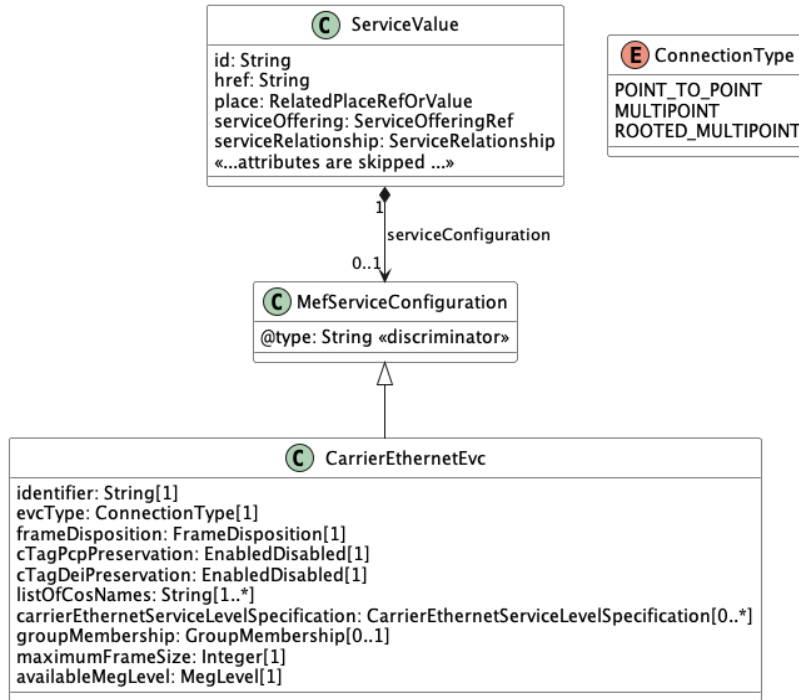 C ServiceValue
id: String
href: String
place: RelatedPlaceRefOrValue
serviceOffering: ServiceOfferingRef
serviceRelationship: ServiceRelationship
«...attributes are skipped ...»
E ConnectionType
POINT_TO_POINT
MULTIPOINT
ROOTED_MULTIPOINT
1
serviceConfiguration
0..1
C MefServiceConfiguration
@type: String «discriminator»
C CarrierEthernetEvc
identifier: String[1]
evcType: ConnectionType[1]
frameDisposition: FrameDisposition[1]
cTagPcpPreservation: EnabledDisabled[1]
cTagDeiPreservation: EnabledDisabled[1]
listOfCosNames: String[1..*]
carrierEthernetServiceLevelSpecification: CarrierEthernetServiceLevelSpecification[0..*]
groupMembership: GroupMembership[0..1]
maximumFrameSize: Integer[1]
availableMegLevel: MegLevel[1]